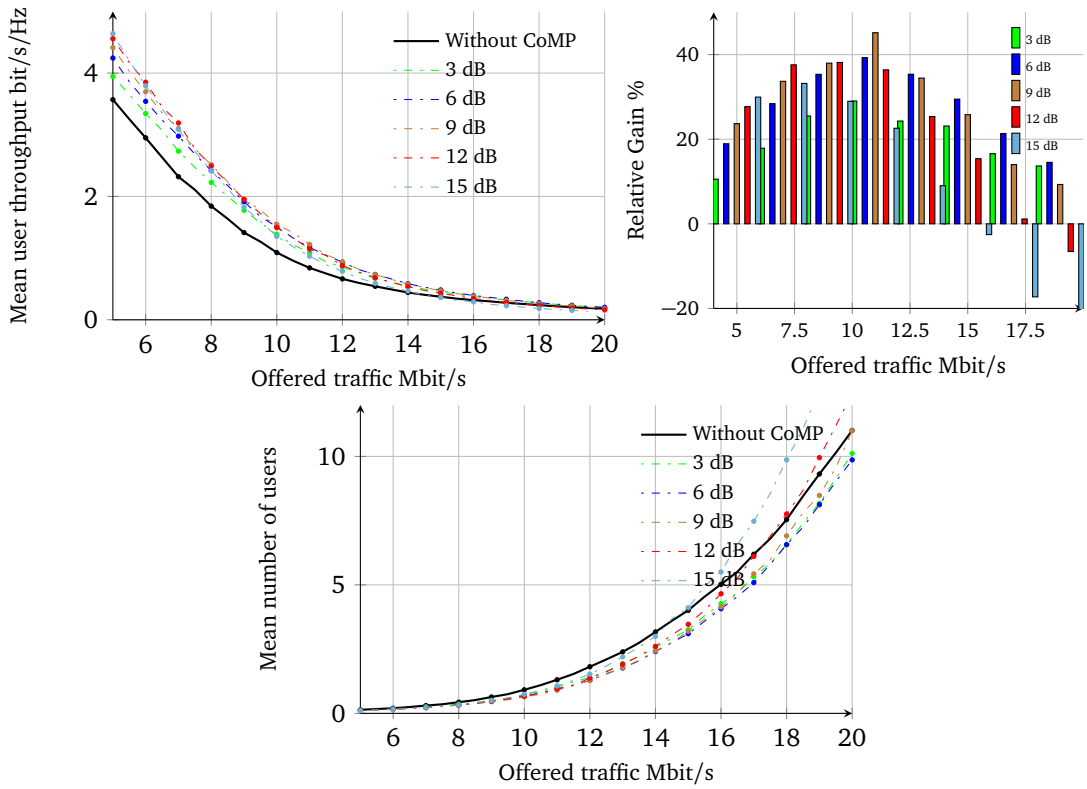 Mean user throughput bit/s/Hz
4
2
0
6 8 10 12 14 16 18 20
Offered traffic Mbit/s
Without CoMP
3 dB
6 dB
9 dB
12 dB
15 dB
Relative Gain %
40
20
0
−20
5 7.5 10 12.5 15 17.5
Offered traffic Mbit/s
3 dB
6 dB
9 dB
12 dB
15 dB
Mean number of users
10
5
0
6 8 10 12 14 16 18 20
Offered traffic Mbit/s
Without CoMP
3 dB
6 dB
9 dB
12 dB
15 dB